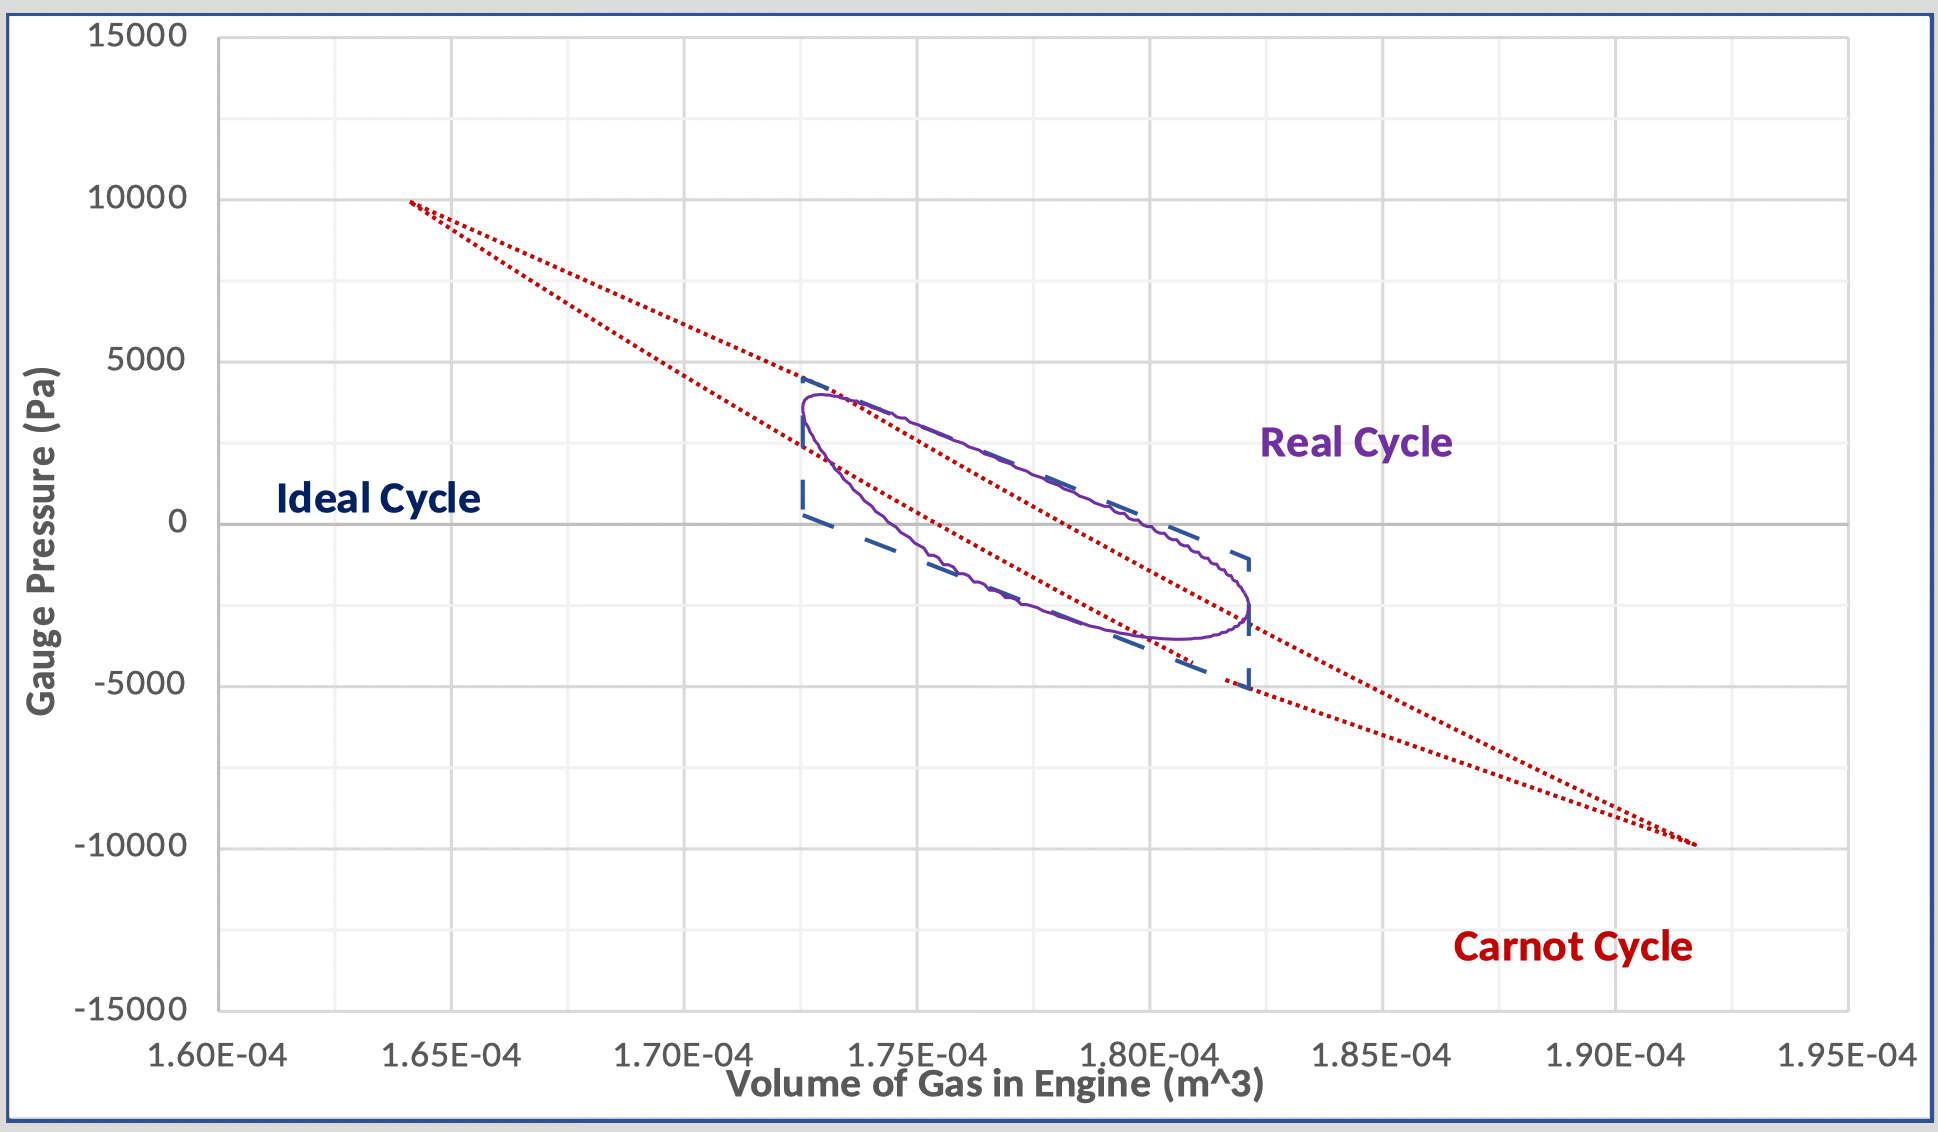 15000
10000
5000
0
-5000
-10000
-15000
Gauge Pressure (Pa)
Real Cycle
Ideal Cycle
Carnot Cycle
1.60E-04 1.65E-04 1.70E-04 1.75E-04 1.80E-04 1.85E-04 1.90E-04 1.95E-04
Volume of Gas in Engine (m^3)